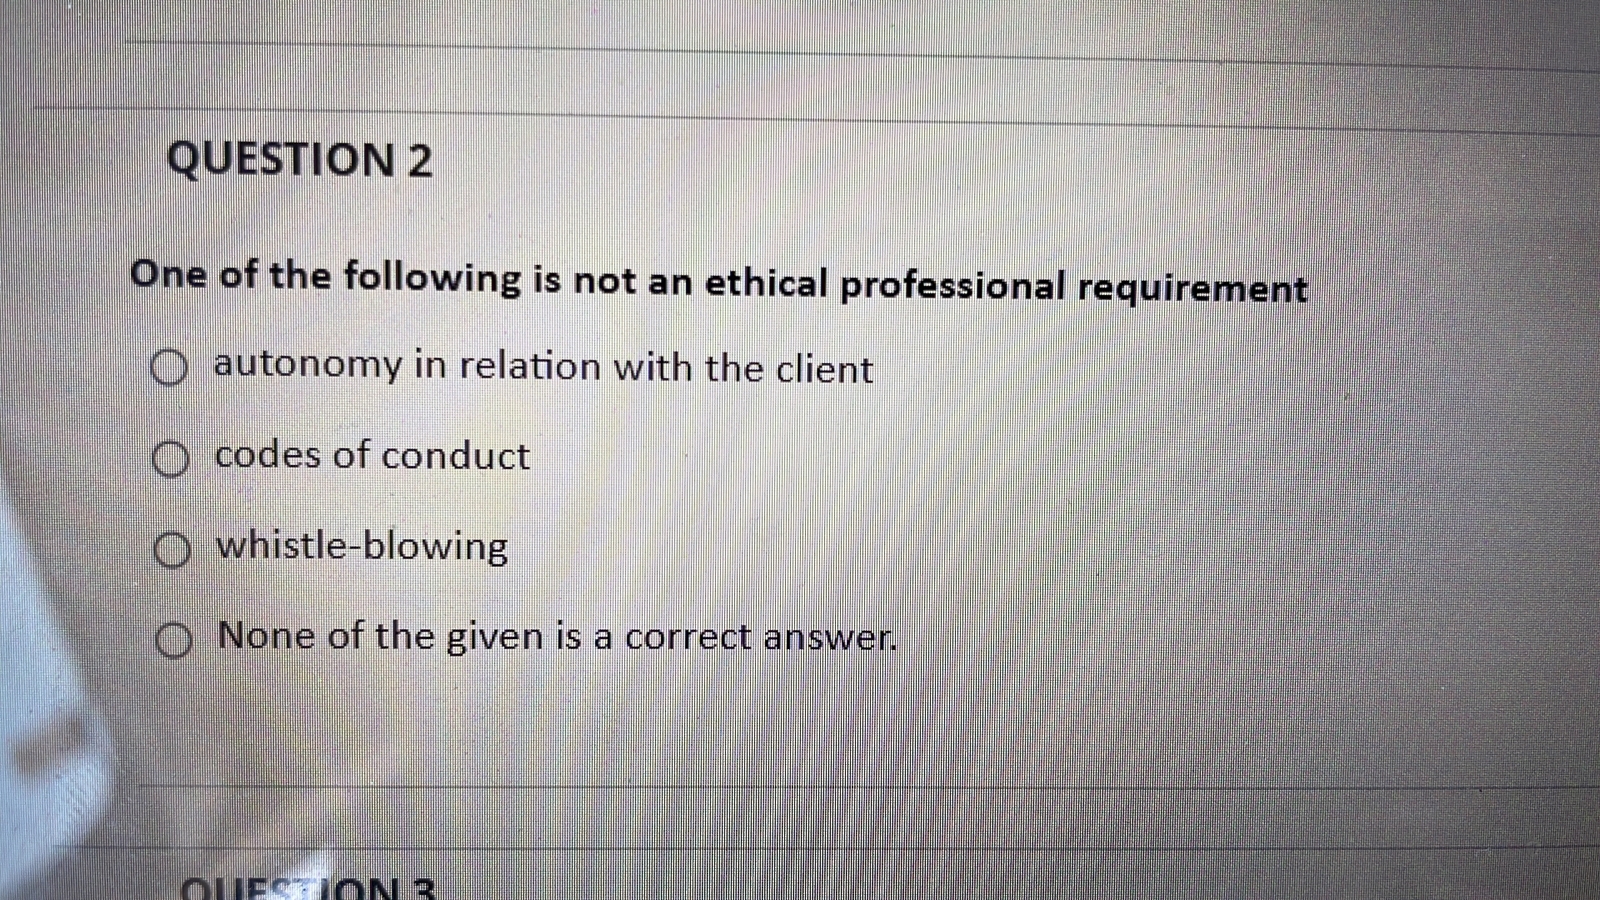 QUESTION 2
One of the following is not an ethical professional requirement
autonomy in relation with the client
codes of conduct
whistle-blowing
None of the given is a correct answer.
QUESTION 3